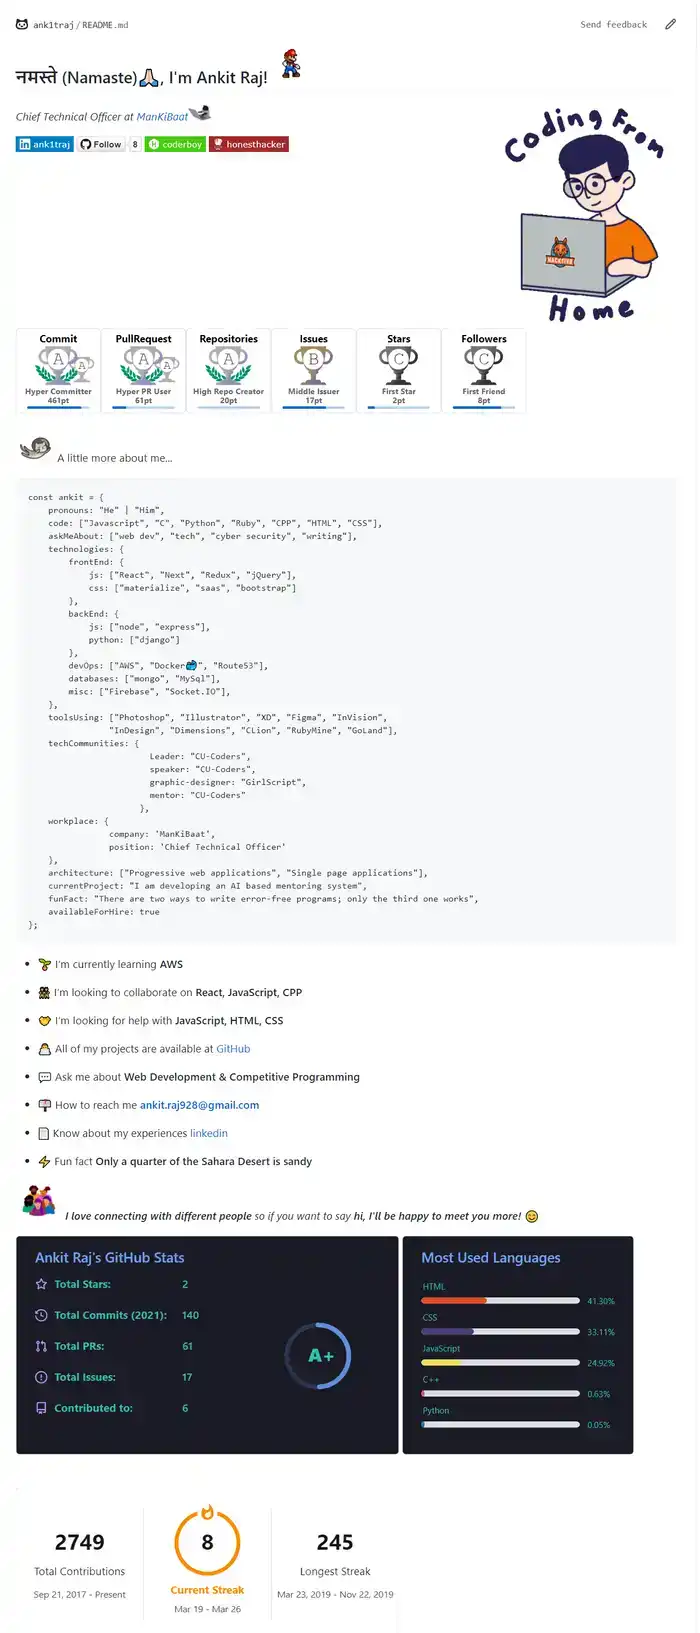 ank1traj/README.md
Send feedback
नमस्ते (Namaste)🙏🏻, I'm Ankit Raj!
Chief Technical Officer at ManKiBaat
ank1traj Follow 8 coderboy honesthacker
Coding From
HACKFIVE
Home
Commit PullRequest Repositories Issues Stars Followers
A A A A A B C C
Hyper Committer Hyper PR User High Repo Creator Middle Issuer First Star First Friend
461pt 61pt 20pt 17pt 2pt 8pt
A little more about me...
const ankit = {
    pronouns: "He" | "Him",
    code: ["Javascript", "C", "Python", "Ruby", "CPP", "HTML", "CSS"],
    askMeAbout: ["web dev", "tech", "cyber security", "writing"],
    technologies: {
        frontEnd: {
            js: ["React", "Next", "Redux", "jQuery"],
            css: ["materialize", "saas", "bootstrap"]
        },
        backEnd: {
            js: ["node", "express"],
            python: ["django"]
        },
        devOps: ["AWS", "Docker🐳", "Route53"],
        databases: ["mongo", "MySql"],
        misc: ["Firebase", "Socket.IO"],
    },
    toolsUsing: ["Photoshop", "Illustrator", "XD", "Figma", "InVision",
                "InDesign", "Dimensions", "CLion", "RubyMine", "GoLand"],
    techCommunities: {
                        Leader: "CU-Coders",
                        speaker: "CU-Coders",
                        graphic-designer: "GirlScript",
                        mentor: "CU-Coders"
                      },
    workplace: {
                company: 'ManKiBaat',
                position: 'Chief Technical Officer'
    },
    architecture: ["Progressive web applications", "Single page applications"],
    currentProject: "I am developing an AI based mentoring system",
    funFact: "There are two ways to write error-free programs; only the third one works",
    availableForHire: true
};
• 🌱 I'm currently learning AWS
• 👯 I'm looking to collaborate on React, JavaScript, CPP
• 🤝 I'm looking for help with JavaScript, HTML, CSS
• 👨‍💻 All of my projects are available at GitHub
• 💬 Ask me about Web Development & Competitive Programming
• 📫 How to reach me ankit.raj928@gmail.com
• 📄 Know about my experiences linkedin
• ⚡ Fun fact Only a quarter of the Sahara Desert is sandy
I love connecting with different people so if you want to say hi, I'll be happy to meet you more! 😊
Ankit Raj's GitHub Stats
Total Stars: 2
Total Commits (2021): 140
Total PRs: 61
Total Issues: 17
Contributed to: 6
A+
Most Used Languages
HTML
41.30%
CSS
33.11%
JavaScript
24.92%
C++
0.63%
Python
0.05%
2749
Total Contributions
Sep 21, 2017 - Present
8
Current Streak
Mar 19 - Mar 26
245
Longest Streak
Mar 23, 2019 - Nov 22, 2019